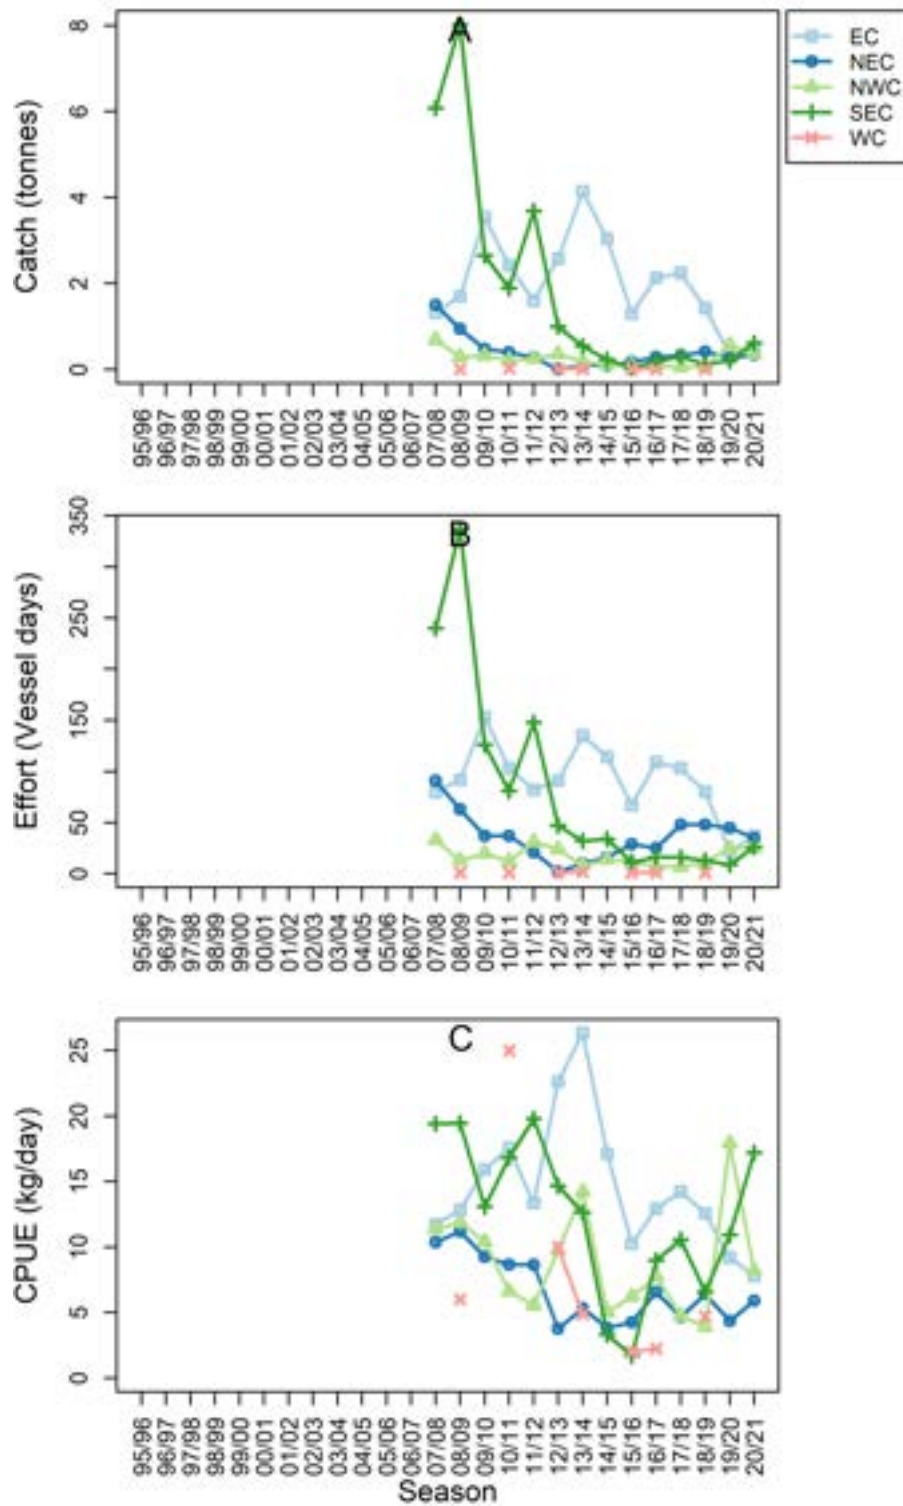 EC
NEC
NWC
SEC
WC
A
Catch (tonnes)
8
6
4
2
0
95/96 96/97 97/98 98/99 99/00 00/01 01/02 02/03 03/04 04/05 05/06 06/07 07/08 08/09 09/10 10/11 11/12 12/13 13/14 14/15 15/16 16/17 17/18 18/19 19/20 20/21
B
Effort (Vessel days)
350
250
150
50
0
95/96 96/97 97/98 98/99 99/00 00/01 01/02 02/03 03/04 04/05 05/06 06/07 07/08 08/09 09/10 10/11 11/12 12/13 13/14 14/15 15/16 16/17 17/18 18/19 19/20 20/21
C
CPUE (kg/day)
25
20
15
10
5
0
95/96 96/97 97/98 98/99 99/00 00/01 01/02 02/03 03/04 04/05 05/06 06/07 07/08 08/09 09/10 10/11 11/12 12/13 13/14 14/15 15/16 16/17 17/18 18/19 19/20 20/21
Season